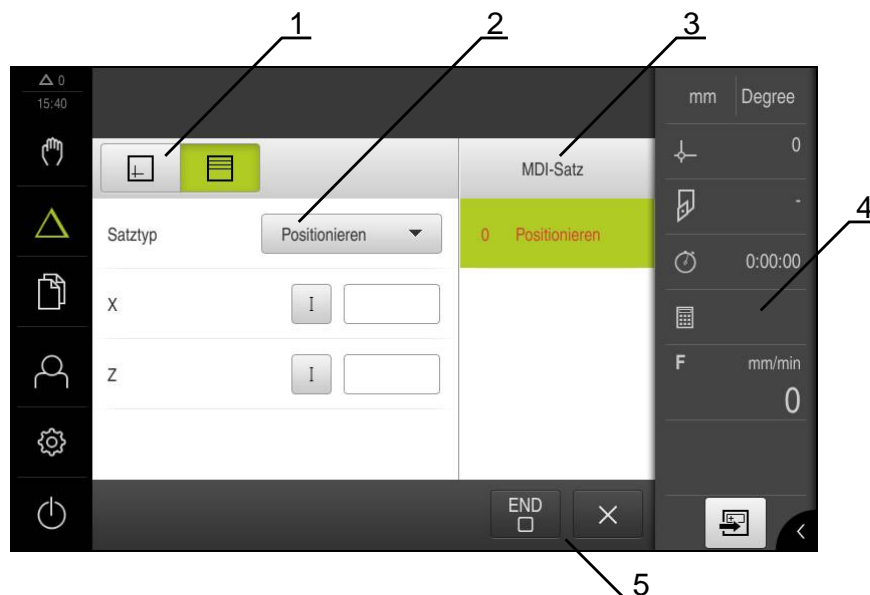 1 2 3
0
15:40
mm Degree
0
MDI-Satz
-
4
Satztyp Positionieren 0 Positionieren
0:00:00
X I
Z I
F mm/min
0
END
5